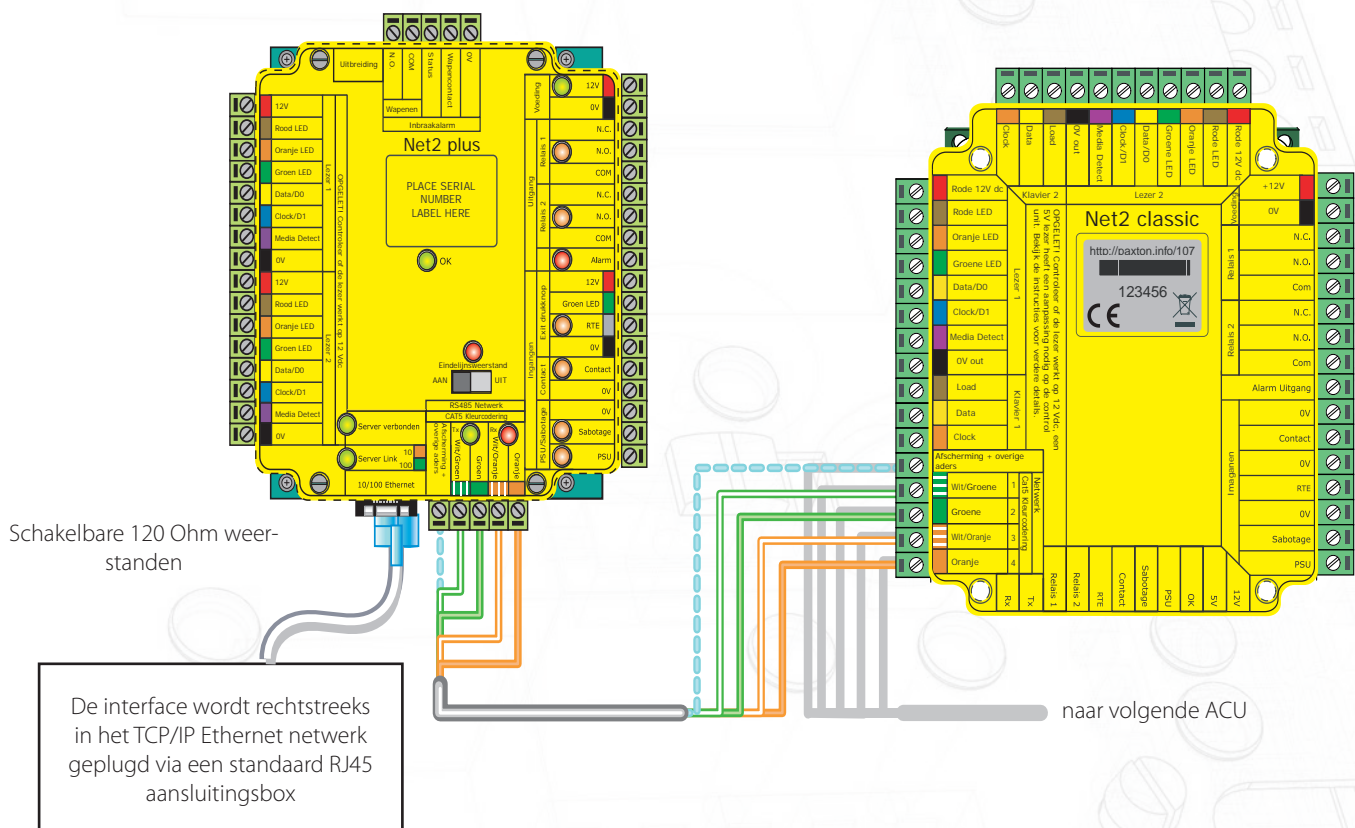 Uitbreiding
N.O.
COM
Status
Wapencontact
0V
Wapenen
Inbraakalarm
Net2 plus
PLACE SERIAL
NUMBER
LABEL HERE
OK
12V
Rood LED
Oranje LED
Groen LED
Data/D0
Clock/D1
Media Detect
0V
12V
Rood LED
Oranje LED
Groen LED
Data/D0
Clock/D1
Media Detect
0V
Lezer 1
Lezer 2
OPGELET! Controleer of de lezer werkt op 12 Vdc
Voeding
12V
0V
Uitgang
Relais 1
N.C.
N.O.
COM
Relais 2
N.C.
N.O.
COM
Alarm
Ingangen
Exit drukknop
12V
Groen LED
RTE
0V
Contact
Contact
0V
PSU/Sabotage
0V
Sabotage
PSU
Eindelijnsweerstand
AAN
UIT
RS485 Netwerk
CAT5 Kleurcodering
Afscherming +
overige aders
Tx
Wit/Groen
Groen
Rx
Wit/Oranje
Oranje
Server verbonden
Server Link
10
100
10/100 Ethernet
Schakelbare 120 Ohm weer-
standen
De interface wordt rechtstreeks
in het TCP/IP Ethernet netwerk
geplugd via een standaard RJ45
aansluitingsbox
Clock
Data
Load
0V out
Media Detect
Clock/D1
Data/D0
Groene LED
Oranje LED
Rode LED
Rode 12V dc
Klavier 2
Lezer 2
Net2 classic
http://paxton.info/107
123456
CE
Rode 12V dc
Rode LED
Oranje LED
Groene LED
Data/D0
Clock/D1
Media Detect
0V out
Load
Data
Clock
Lezer 1
Klavier 1
OPGELET! Controleer of de lezer werkt op 12 Vdc, een
5V lezer heeft een aanpassing nodig op de control
unit. Bekijk de instructies voor verdere details.
Afscherming + overige
aders
Wit/Groene 1
Groene 2
Wit/Oranje 3
Oranje 4
Netwerk
Cat5 Kleurcodering
Voeding
+12V
0V
Relais 1
N.C.
N.O.
Com
Relais 2
N.C.
N.O.
Com
Alarm Uitgang
Ingangen
0V
Contact
0V
RTE
0V
Sabotage
PSU
Rx
Tx
Relais 1
Relais 2
RTE
Contact
Sabotage
PSU
OK
5V
12V
naar volgende ACU